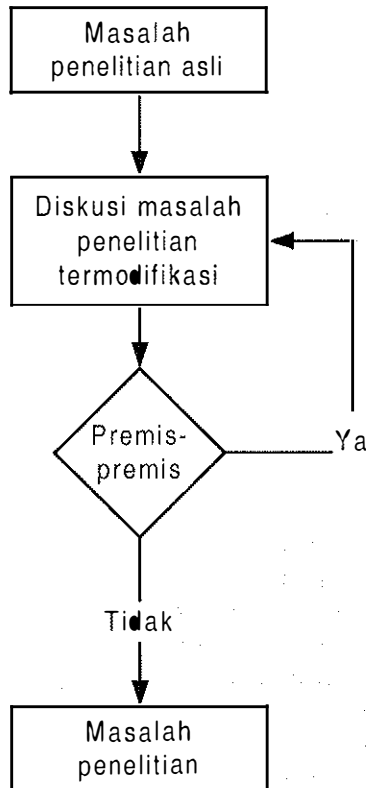 Masalah
penelitian asli
Diskusi masalah
penelitian
termodifikasi
Premis-
premis
Ya
Tidak
Masalah
penelitian